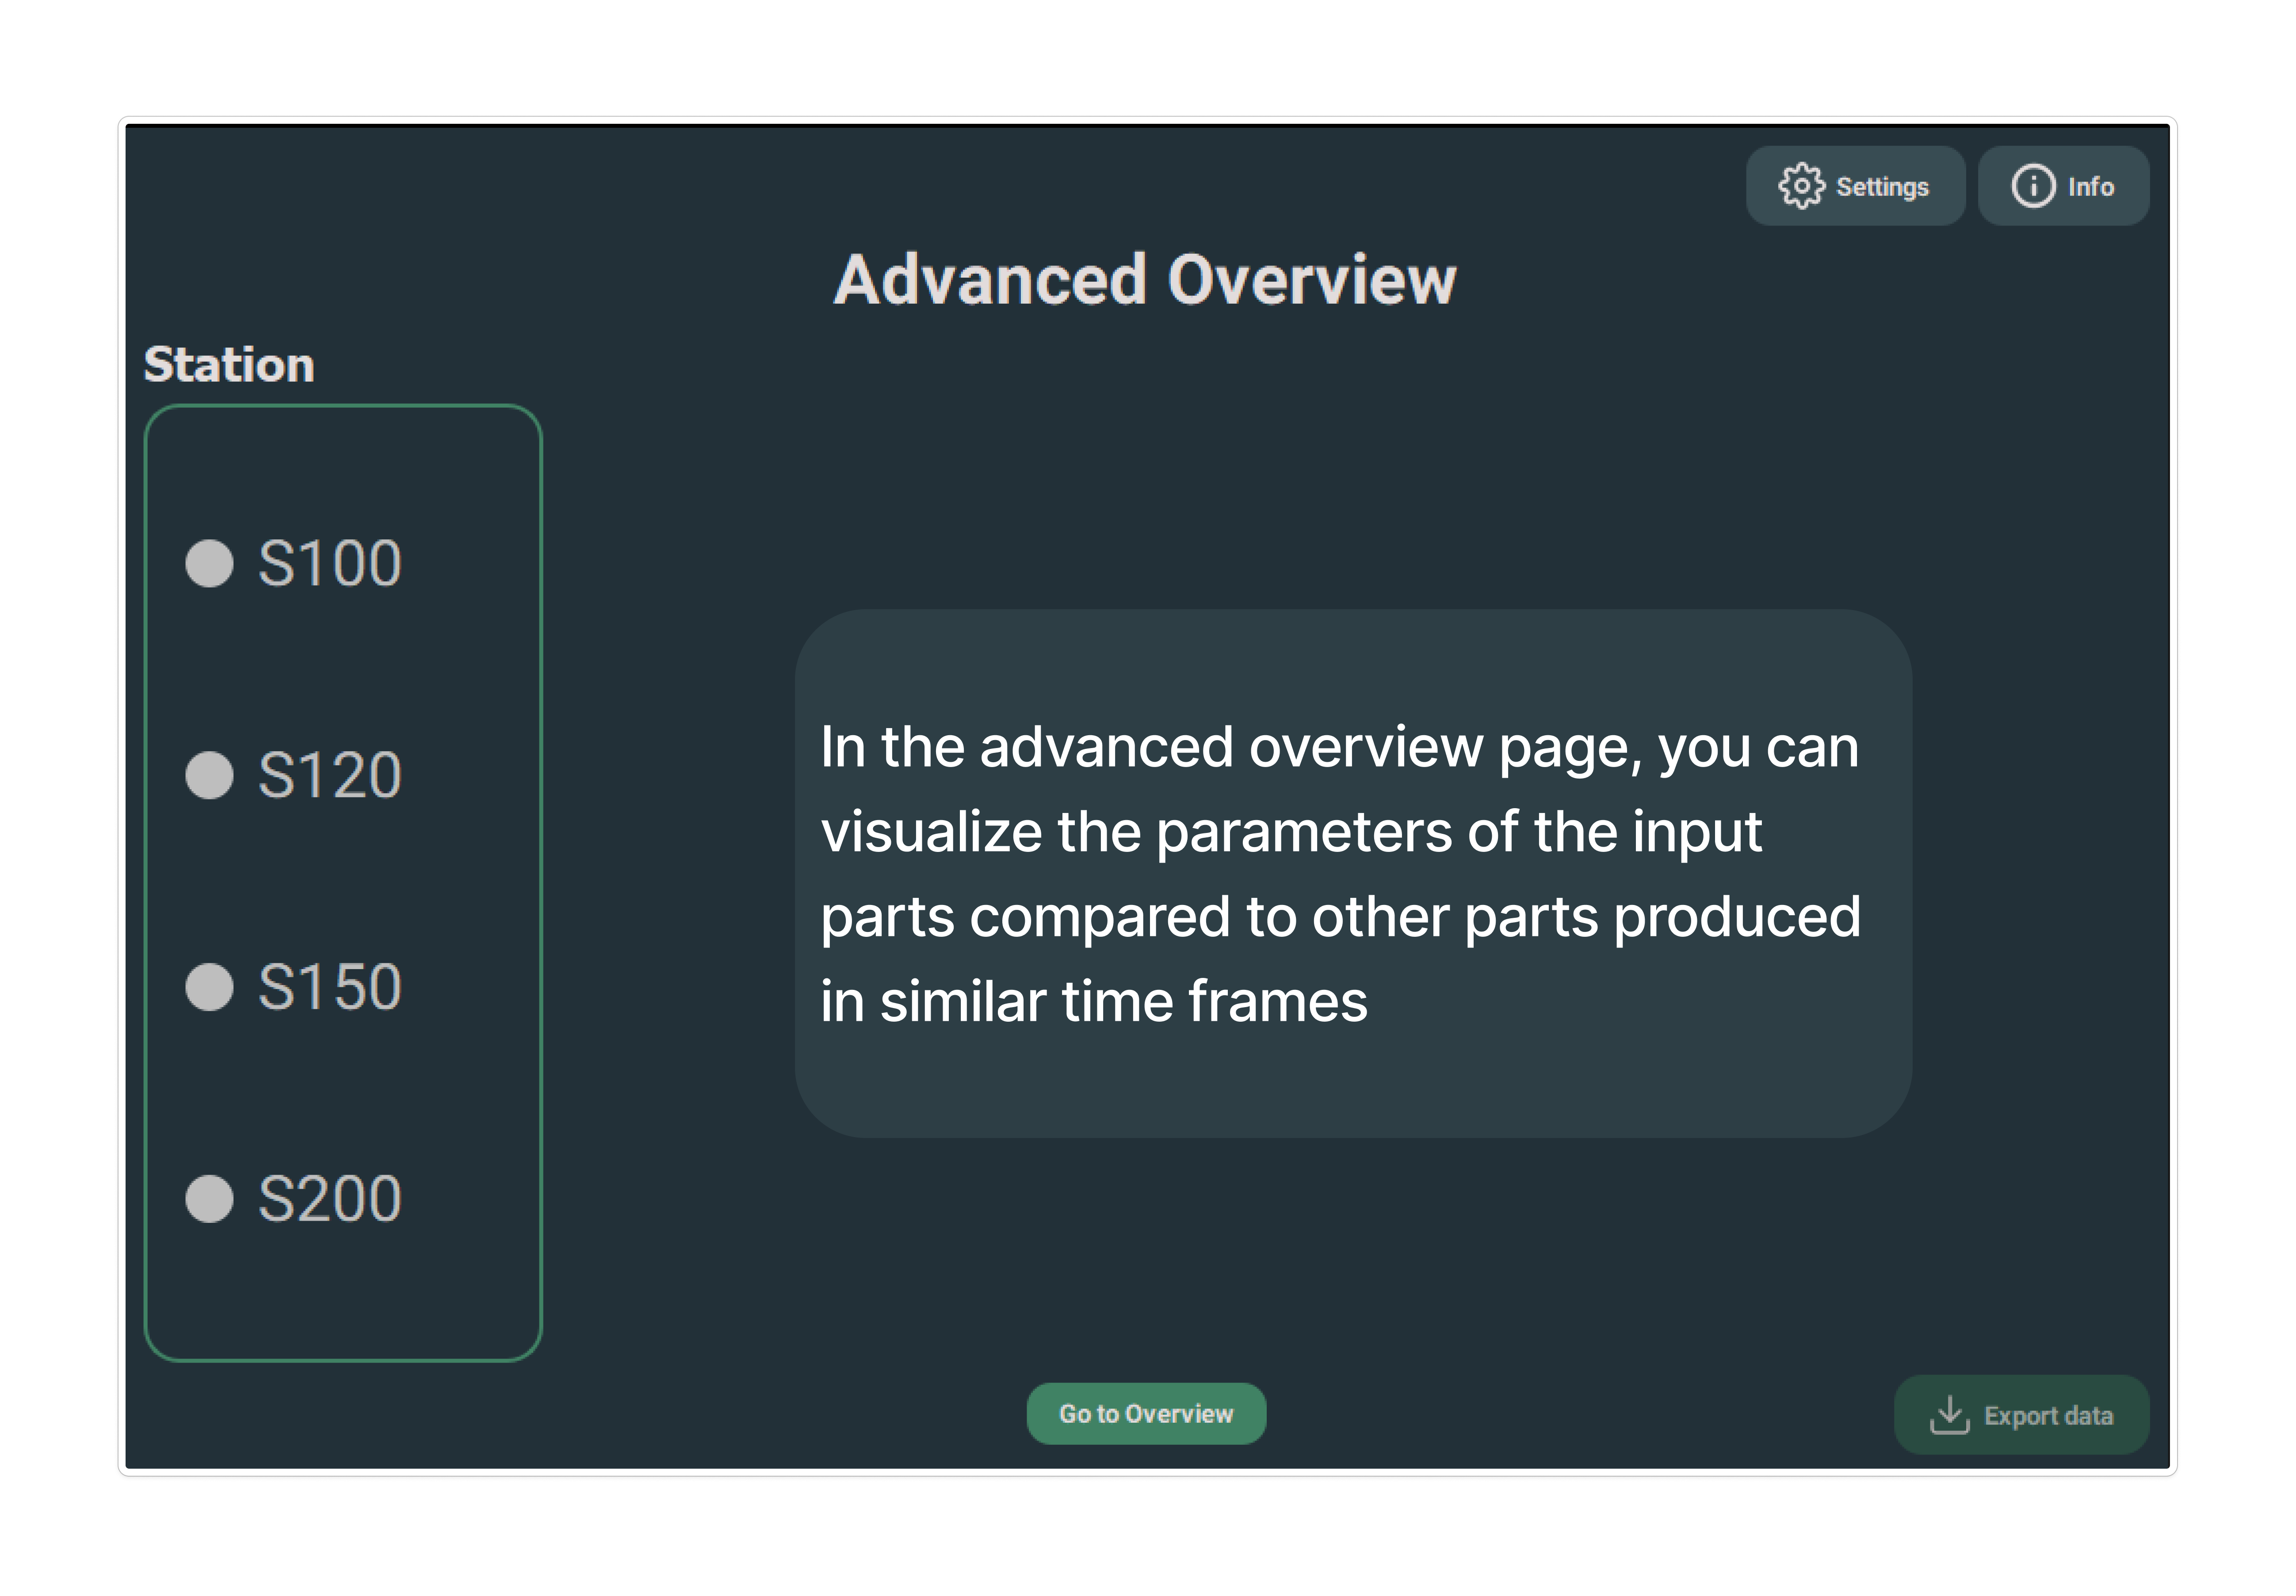 Settings
Info
Advanced Overview
Station
S100
S120
S150
S200
In the advanced overview page, you can
visualize the parameters of the input
parts compared to other parts produced
in similar time frames
Go to Overview
Export data